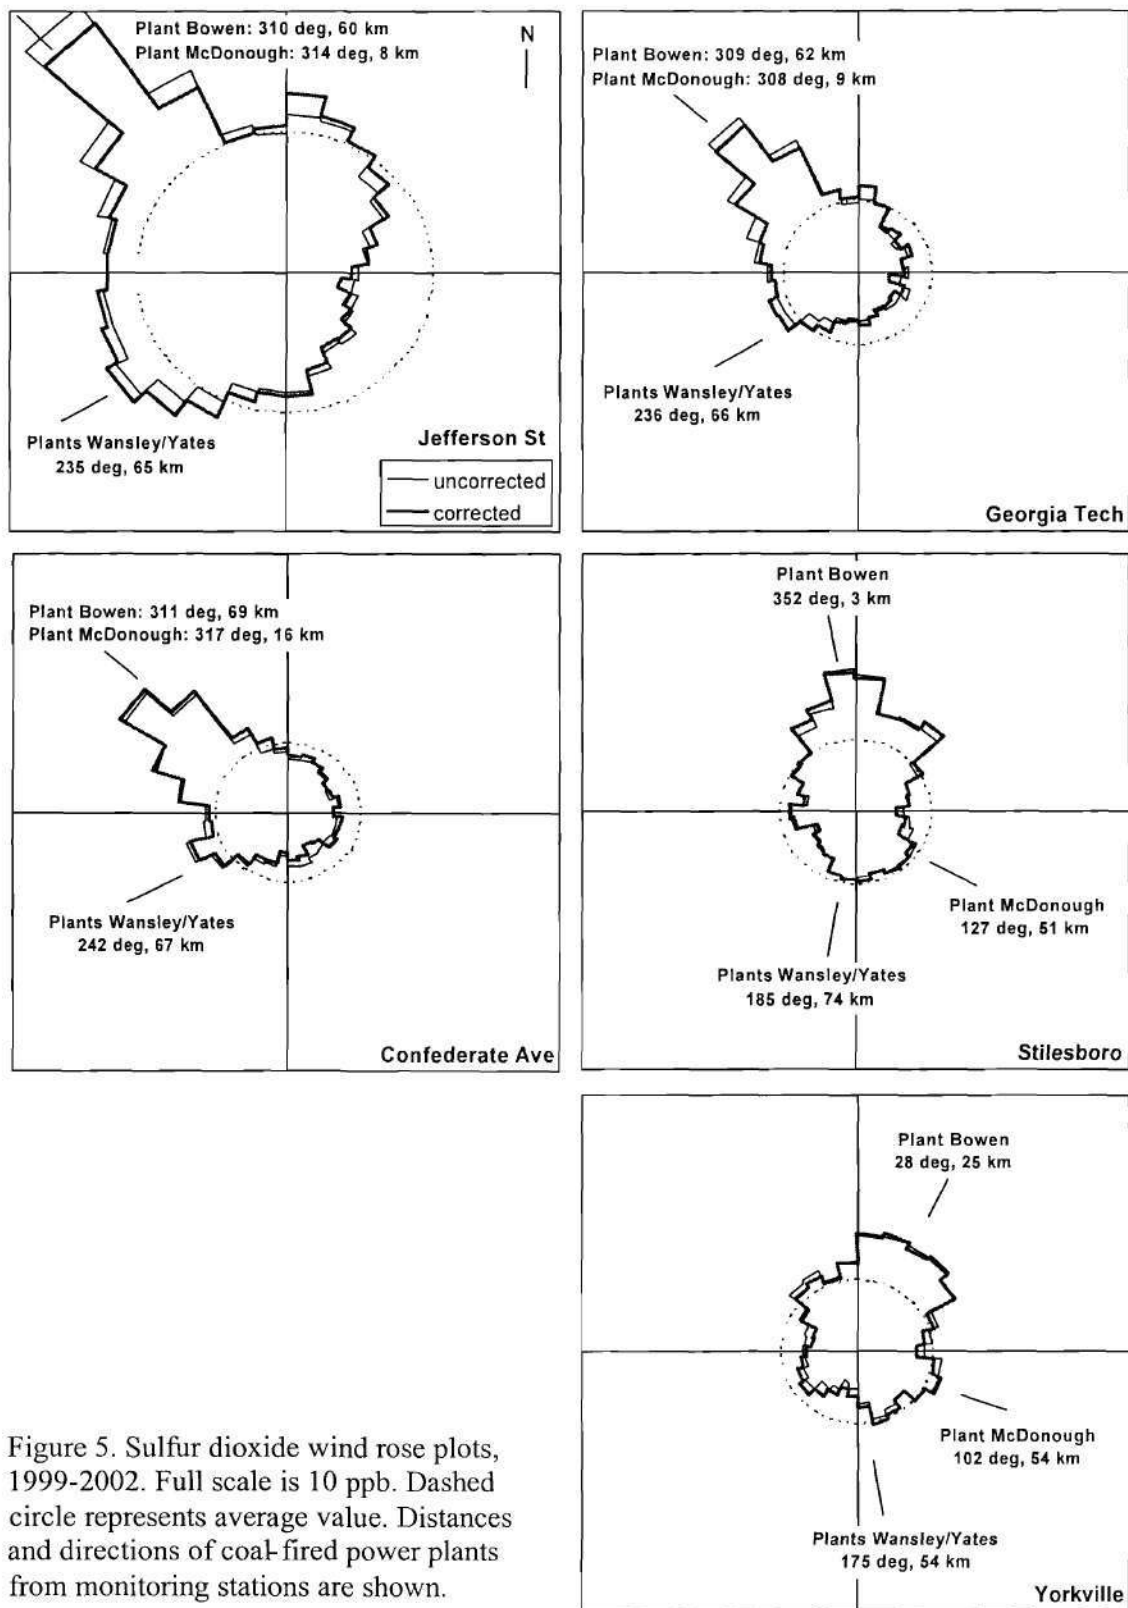 Plant Bowen: 310 deg, 60 km
Plant McDonough: 314 deg, 8 km
N
Plants Wansley/Yates
235 deg, 65 km
Jefferson St
uncorrected
corrected
Plant Bowen: 309 deg, 62 km
Plant McDonough: 308 deg, 9 km
Plants Wansley/Yates
236 deg, 66 km
Georgia Tech
Plant Bowen: 311 deg, 69 km
Plant McDonough: 317 deg, 16 km
Plants Wansley/Yates
242 deg, 67 km
Confederate Ave
Plant Bowen
352 deg, 3 km
Plant McDonough
127 deg, 51 km
Plants Wansley/Yates
185 deg, 74 km
Stilesboro
Plant Bowen
28 deg, 25 km
Plant McDonough
102 deg, 54 km
Plants Wansley/Yates
175 deg, 54 km
Yorkville
Figure 5. Sulfur dioxide wind rose plots,
1999-2002. Full scale is 10 ppb. Dashed
circle represents average value. Distances
and directions of coal-fired power plants
from monitoring stations are shown.